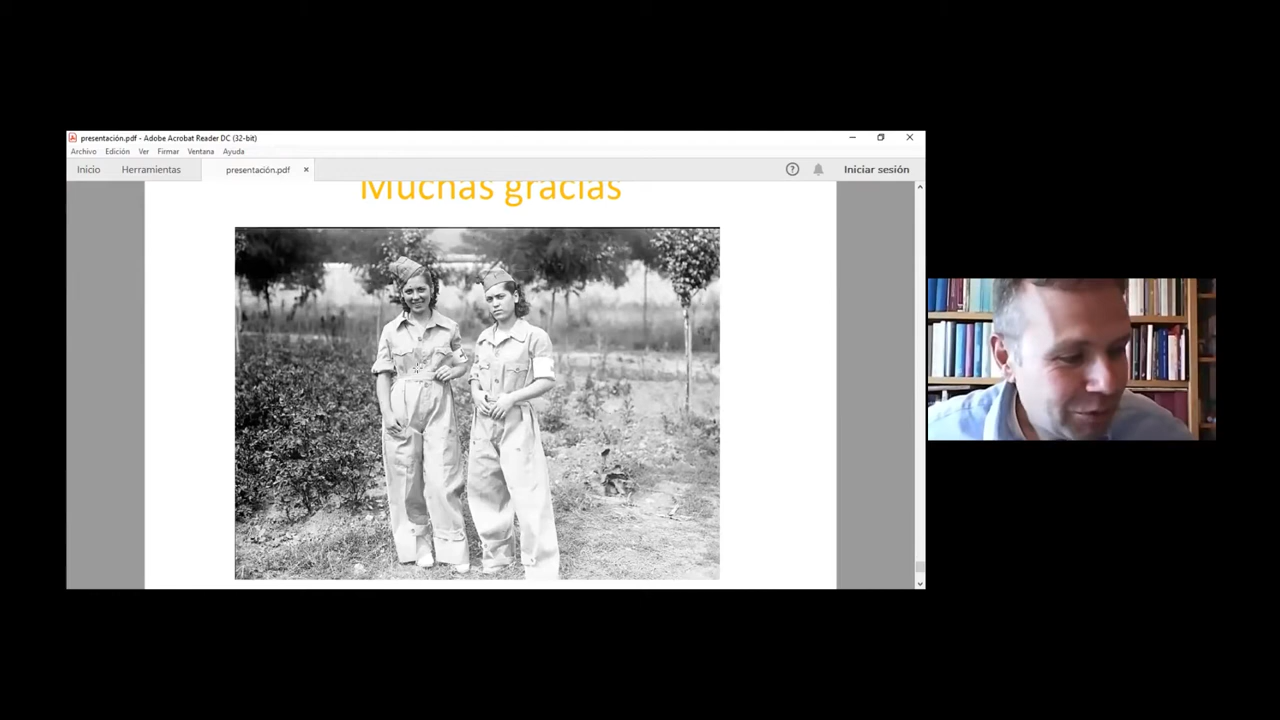 presentación.pdf - Adobe Acrobat Reader DC (32-bit)
Archivo Edición Ver Firmar Ventana Ayuda
Inicio Herramientas presentación.pdf × ? Iniciar sesión
Muchas gracias